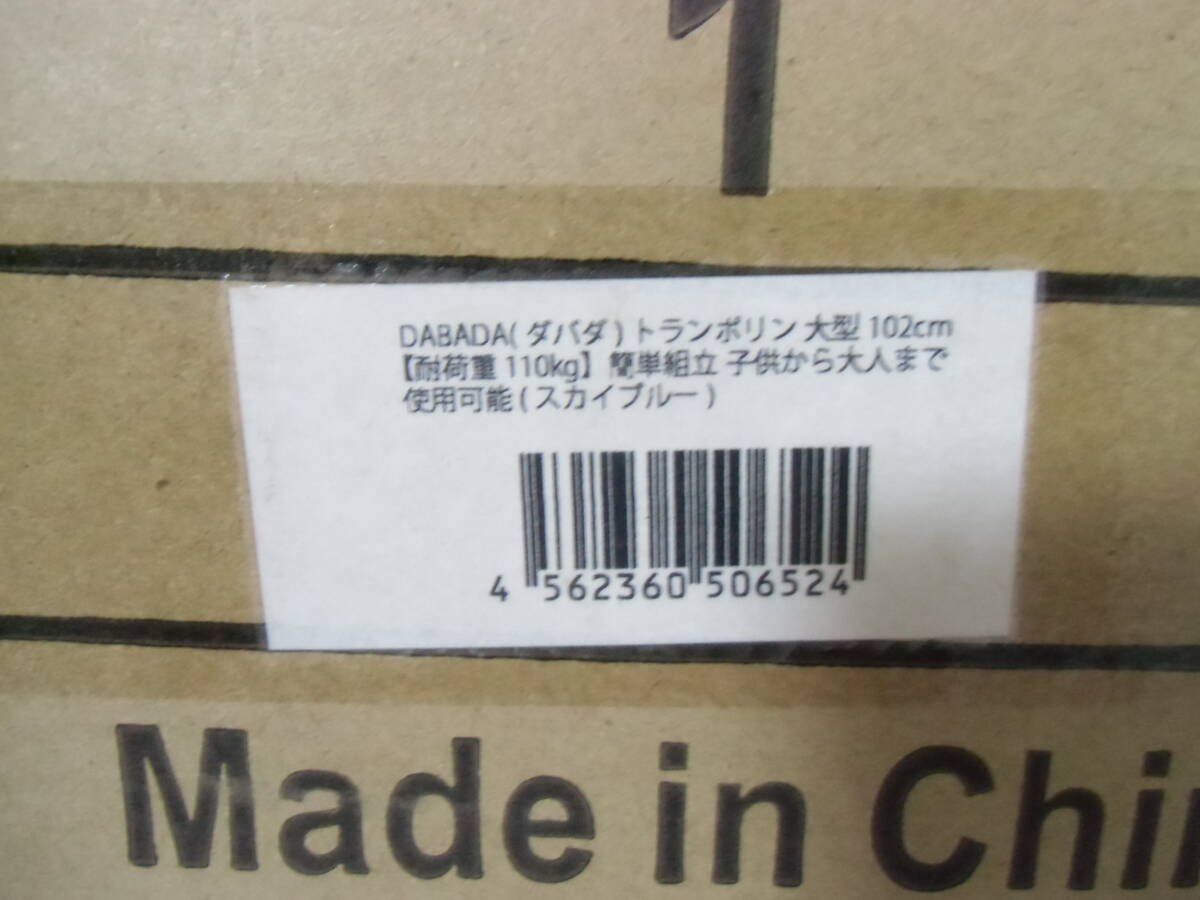 1
DABADA(ダバダ)トランポリン 大型 102cm
【耐荷重 110kg】簡単組立 子供から大人まで
使用可能(スカイブルー)
4 562360 506524
Made in Chin